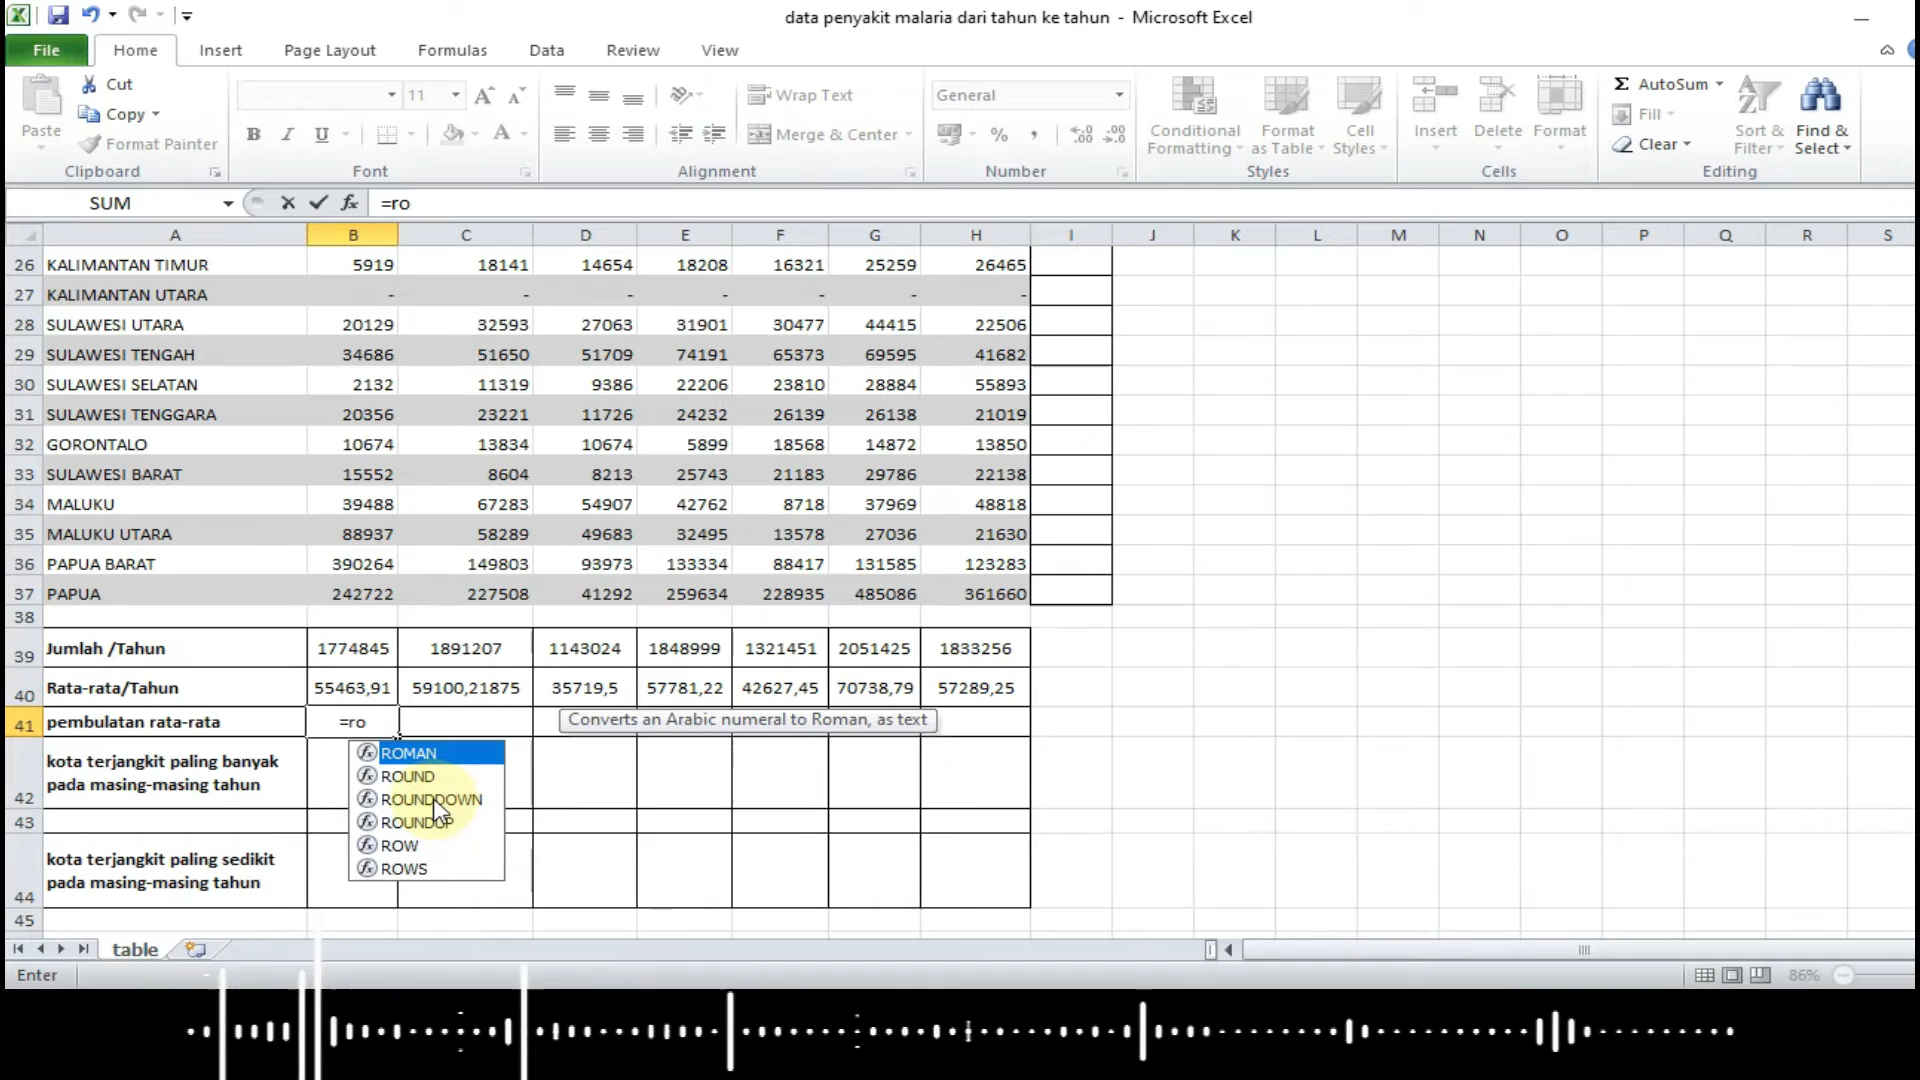 data penyakit malaria dari tahun ke tahun - Microsoft Excel
File Home Insert Page Layout Formulas Data Review View
Paste Cut Copy Format Painter
11
Wrap Text
Merge & Center
General
% ,
Conditional Formatting
Format as Table
Cell Styles
Insert Delete Format
Σ AutoSum
Fill
Clear
Sort & Filter
Find & Select
Clipboard Font Alignment Number Styles Cells Editing
SUM fx =ro
A B C D E F G H I J K L M N O P Q R S
26 KALIMANTAN TIMUR 5919 18141 14654 18208 16321 25259 26465
27 KALIMANTAN UTARA - - - - - - -
28 SULAWESI UTARA 20129 32593 27063 31901 30477 44415 22506
29 SULAWESI TENGAH 34686 51650 51709 74191 65373 69595 41682
30 SULAWESI SELATAN 2132 11319 9386 22206 23810 28884 55893
31 SULAWESI TENGGARA 20356 23221 11726 24232 26139 26138 21019
32 GORONTALO 10674 13834 10674 5899 18568 14872 13850
33 SULAWESI BARAT 15552 8604 8213 25743 21183 29786 22138
34 MALUKU 39488 67283 54907 42762 8718 37969 48818
35 MALUKU UTARA 88937 58289 49683 32495 13578 27036 21630
36 PAPUA BARAT 390264 149803 93973 133334 88417 131585 123283
37 PAPUA 242722 227508 41292 259634 228935 485086 361660
38
39 Jumlah /Tahun 1774845 1891207 1143024 1848999 1321451 2051425 1833256
40 Rata-rata/Tahun 55463,91 59100,21875 35719,5 57781,22 42627,45 70738,79 57289,25
41 pembulatan rata-rata =ro
Converts an Arabic numeral to Roman, as text
ROMAN
ROUND
ROUNDDOWN
ROUNDUP
ROW
ROWS
42 kota terjangkit paling banyak
pada masing-masing tahun
43
44 kota terjangkit paling sedikit
pada masing-masing tahun
45
table
Enter 86%